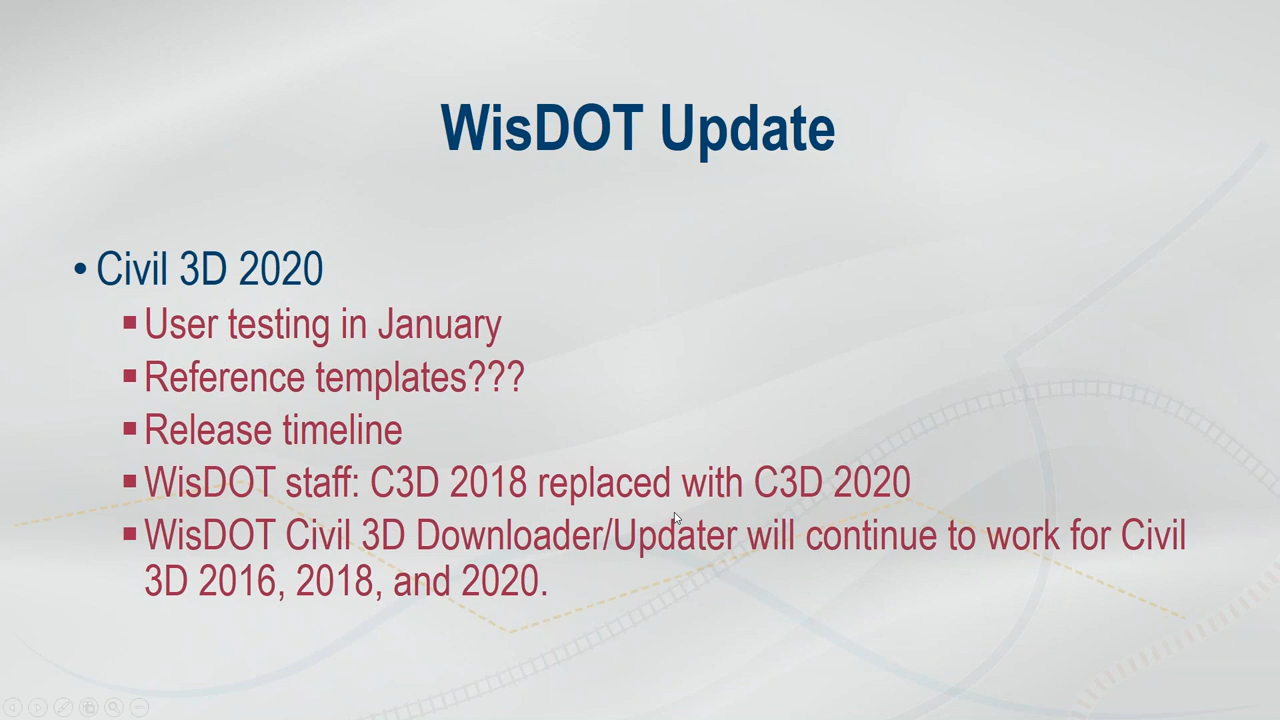 WisDOT Update
• Civil 3D 2020
▪ User testing in January
▪ Reference templates???
▪ Release timeline
▪ WisDOT staff: C3D 2018 replaced with C3D 2020
▪ WisDOT Civil 3D Downloader/Updater will continue to work for Civil
3D 2016, 2018, and 2020.